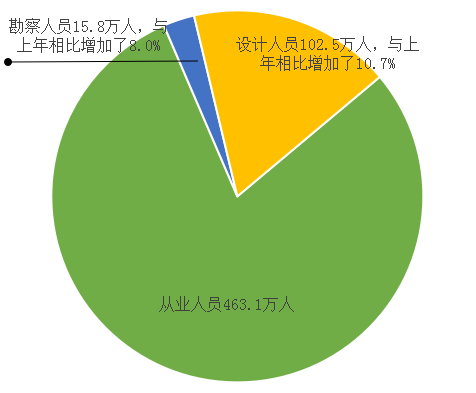 勘察人员15.8万人，与
上年相比增加了8.0%
设计人员102.5万人，与上
年相比增加了10.7%
从业人员463.1万人